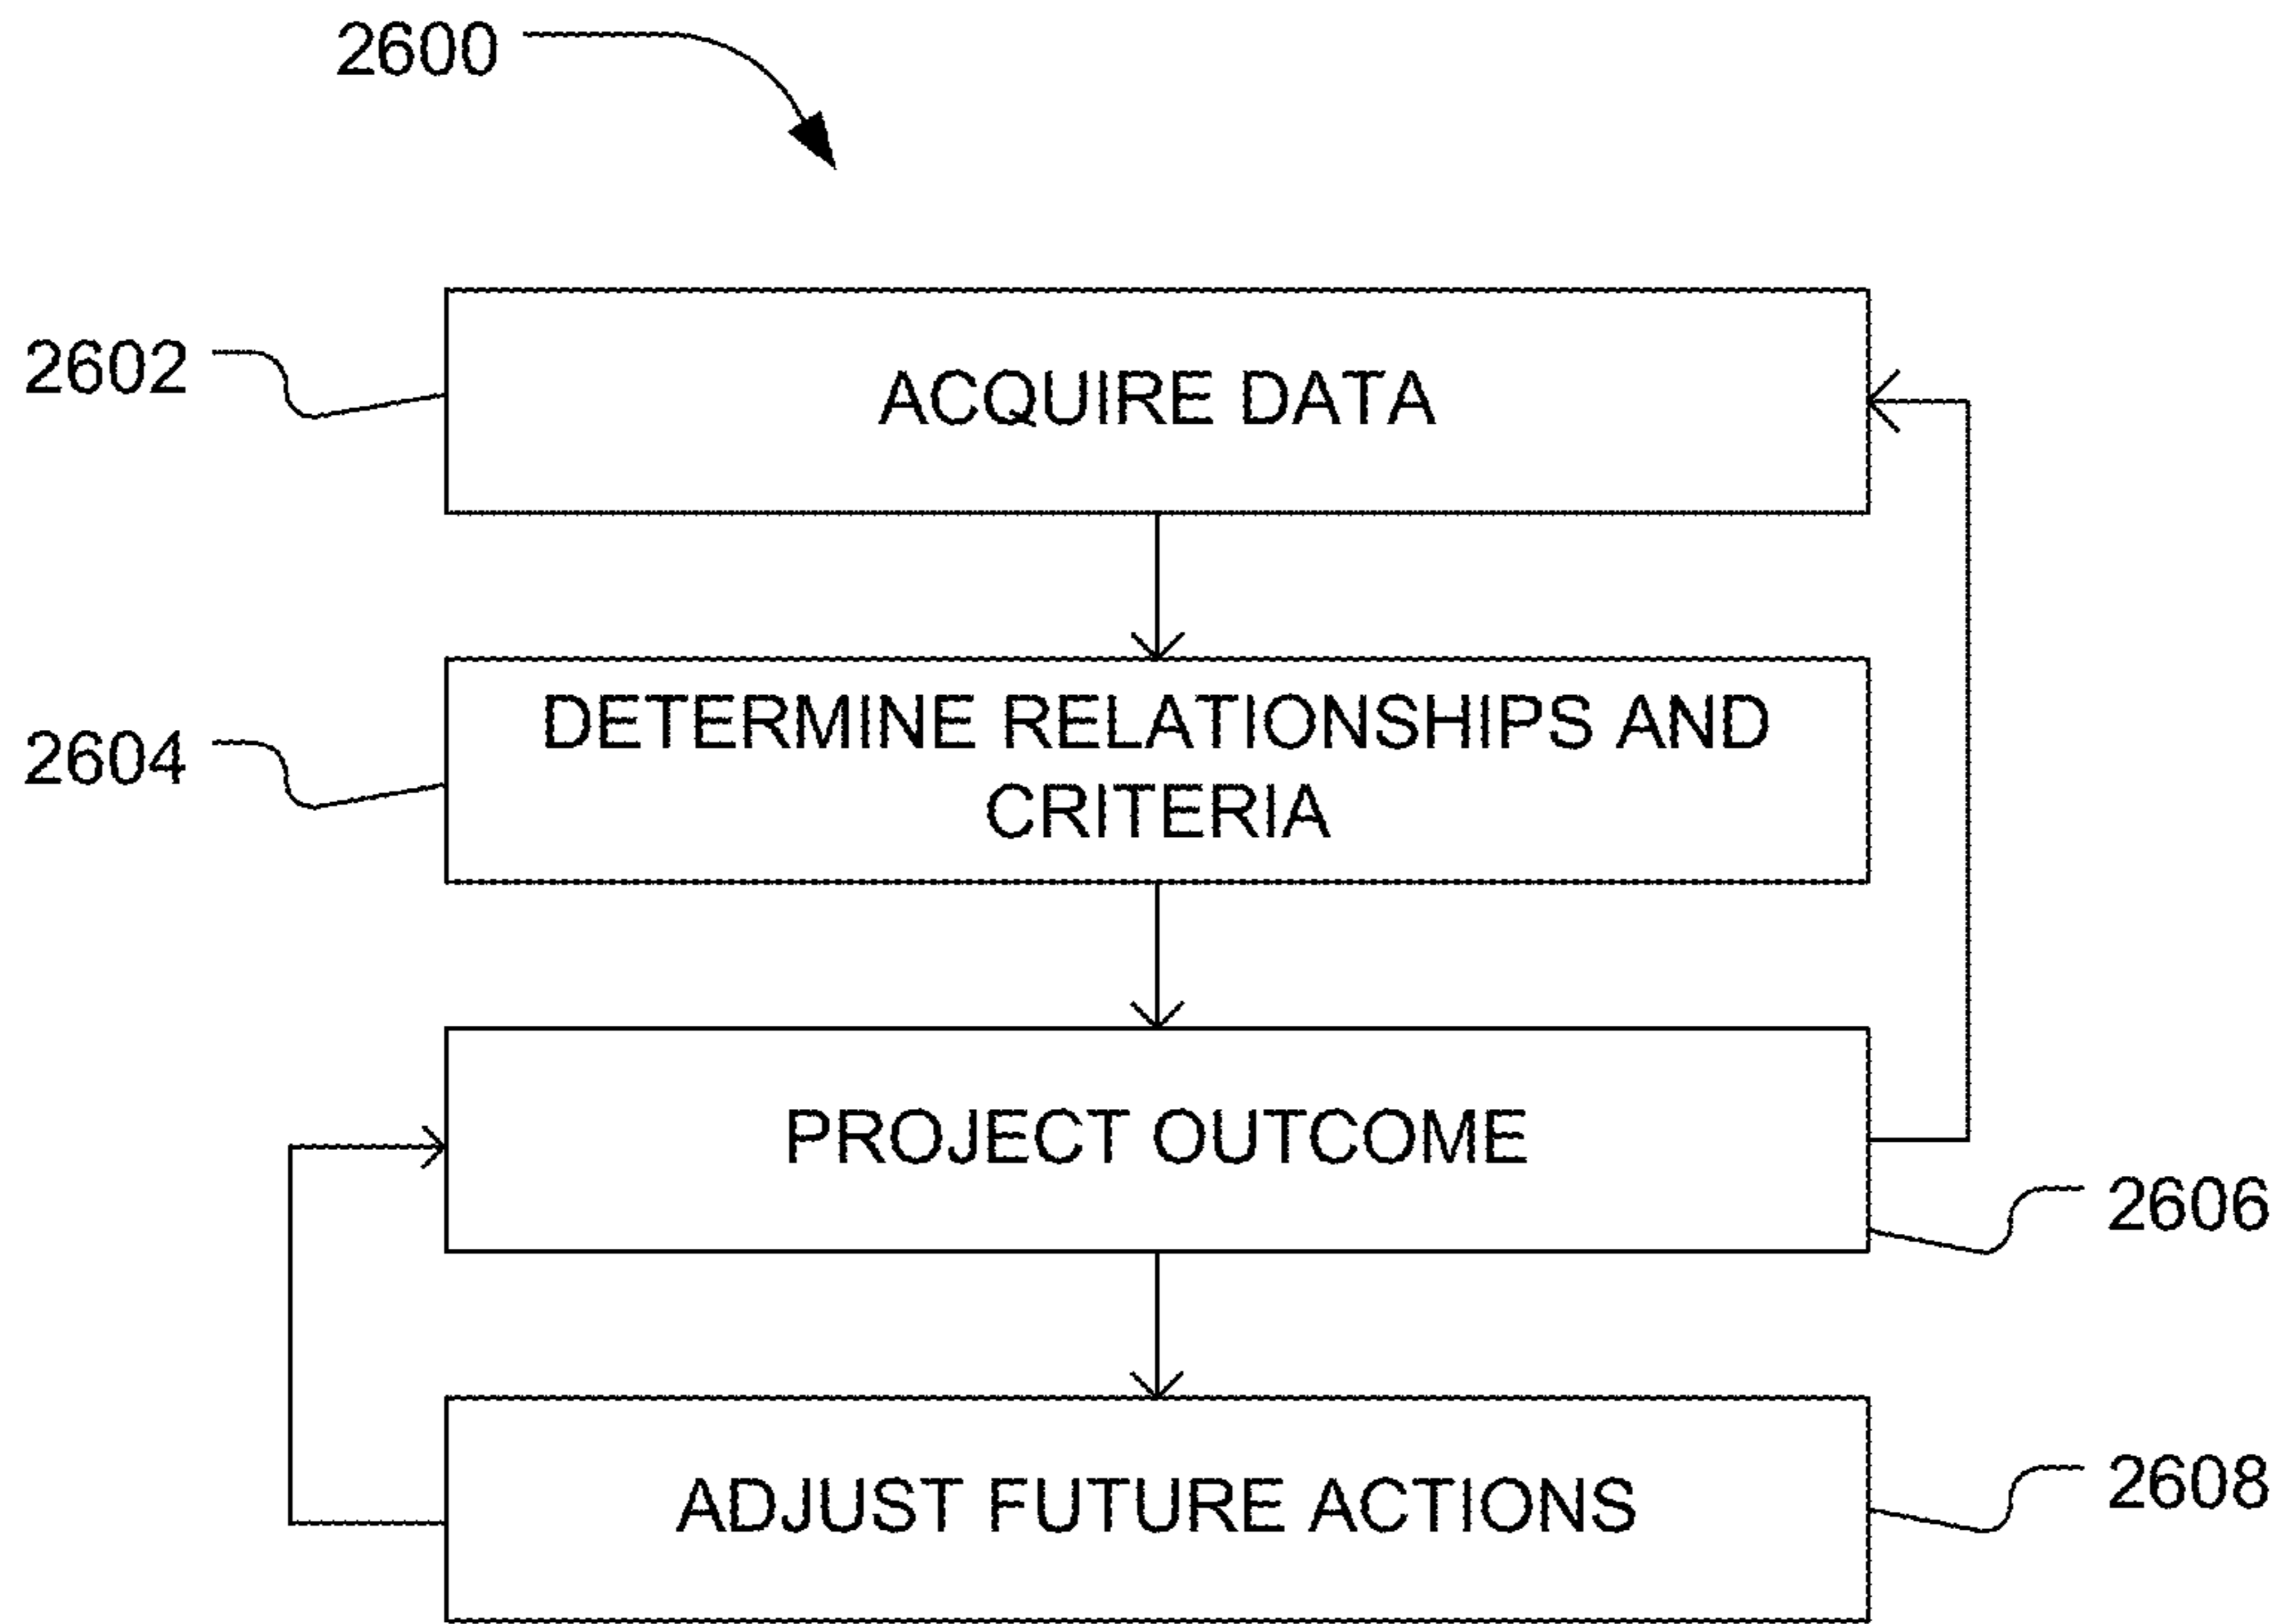 2600
2602
ACQUIRE DATA
2604
DETERMINE RELATIONSHIPS AND
CRITERIA
PROJECT OUTCOME
2606
ADJUST FUTURE ACTIONS
2608